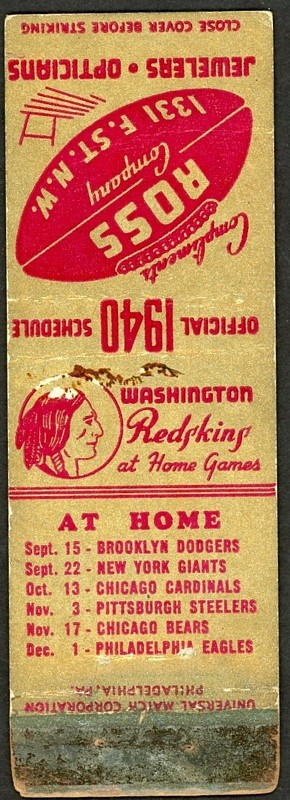 CLOSE COVER BEFORE STRIKING
JEWELERS • OPTICIANS
1331 F. ST. N.W.
Company
ROSS
Compliments
OFFICIAL 1940 SCHEDULE
WASHINGTON
Redskins
at Home Games
AT HOME
Sept. 15 - BROOKLYN DODGERS
Sept. 22 - NEW YORK GIANTS
Oct. 13 - CHICAGO CARDINALS
Nov. 3 - PITTSBURGH STEELERS
Nov. 17 - CHICAGO BEARS
Dec. 1 - PHILADELPHIA EAGLES
UNIVERSAL MATCH CORPORATION
PHILADELPHIA, PA.